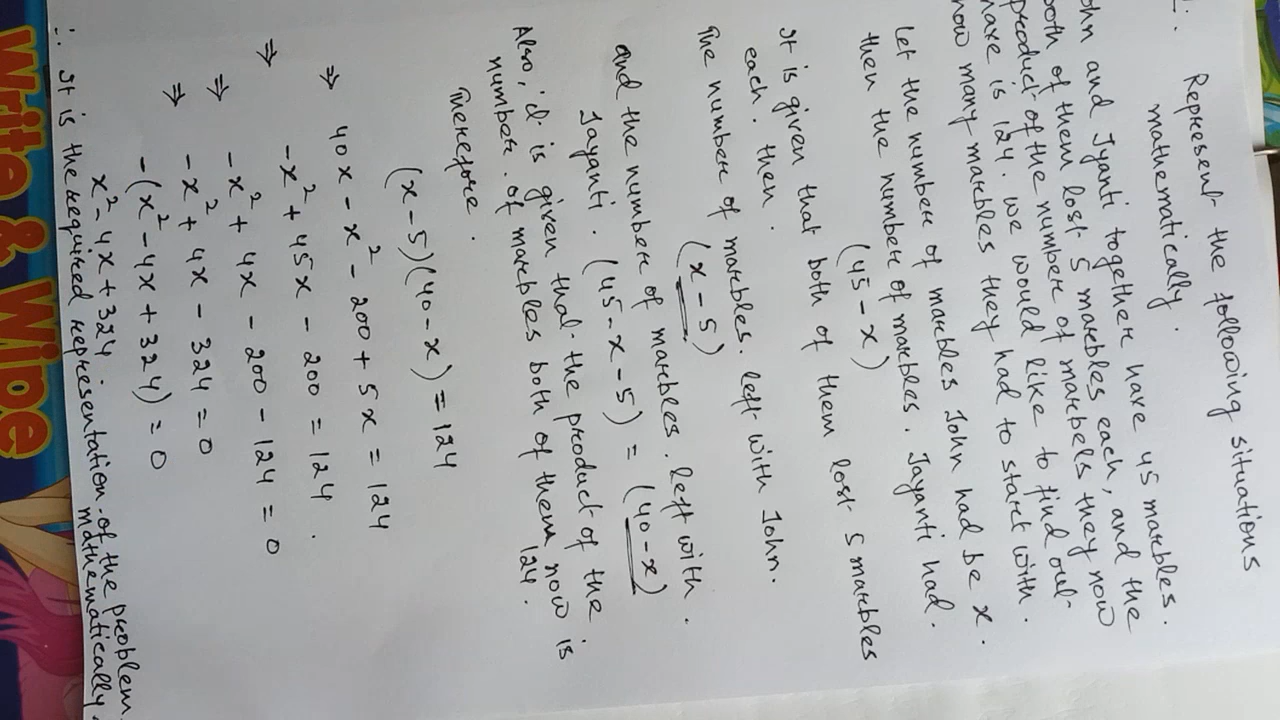 Represent the following situations
mathematically.
ohn and Jyanti together have 45 marbles.
both of them lost 5 marbles each, and the
product of the number of marbels they now
have is 124. we would like to find out
how many marbles they had to start with.
Let the number of marbles John had be x.
then the number of marbles. Jayanti had.
(45 - x)
It is given that both of them lost 5 marbles
each. then.
The number of marbles. left with John.
(x - 5)
and the number of marbles. left with.
Jayanti. (45 - x - 5) = (40 - x)
Also, it is given that the product of the
number. of marbles both of them now is
124.
Therefore.
(x - 5)(40 - x) = 124
⇒ 40x - x² - 200 + 5x = 124
⇒ -x² + 45x - 200 = 124.
⇒ -x² + 4x - 200 - 124 = 0
⇒ -x² + 4x - 324 = 0
-(x² - 4x + 324) = 0
x² - 4x + 324.
∴ It is the required representation of the problem
mathematically.
Write & Wipe